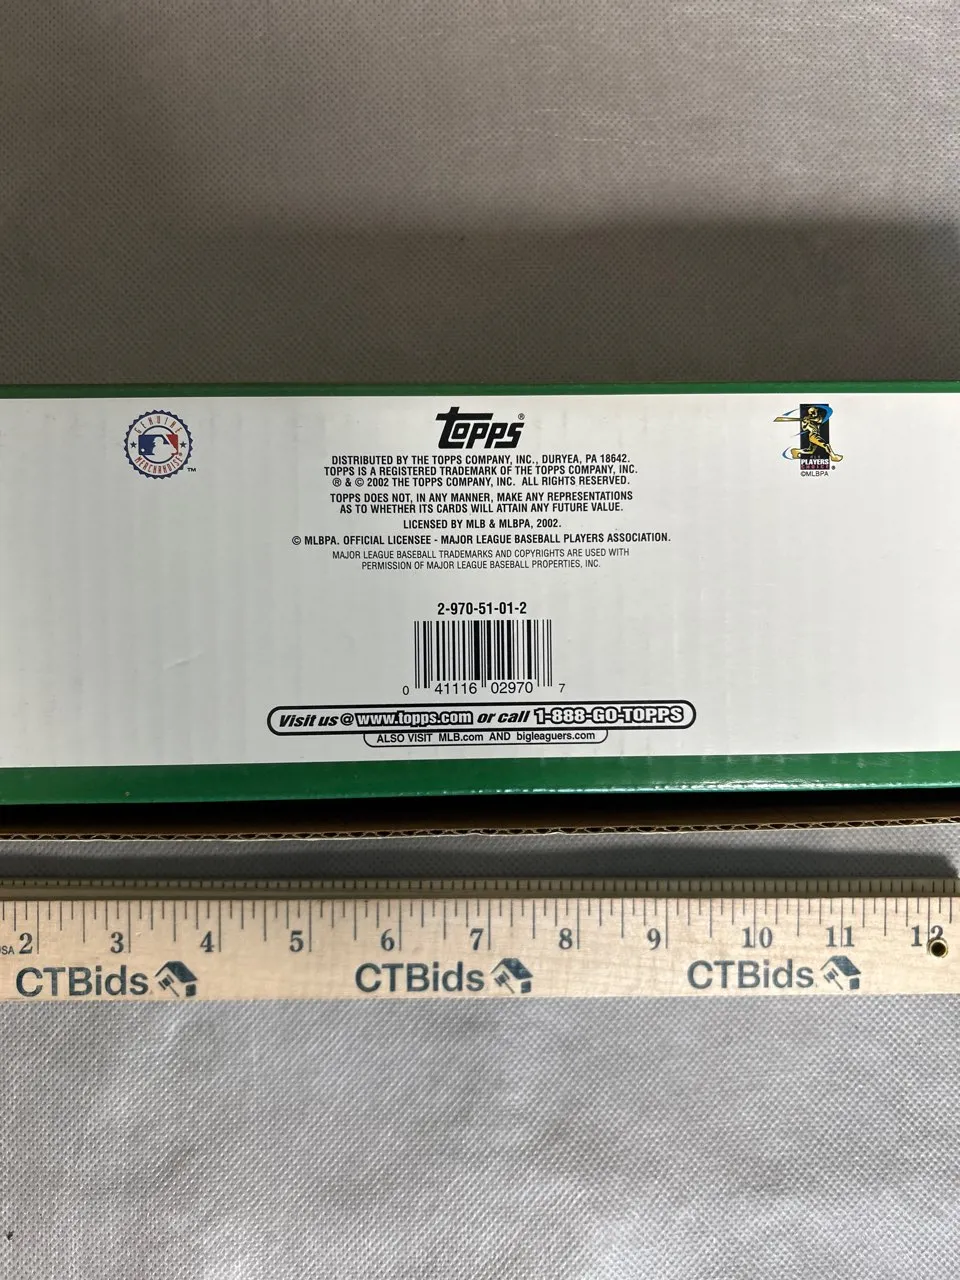 GENUINE
MERCHANDISE
™
TOPPS®
PLAYERS
CHOICE
®
©MLBPA
DISTRIBUTED BY THE TOPPS COMPANY, INC., DURYEA, PA 18642.
TOPPS IS A REGISTERED TRADEMARK OF THE TOPPS COMPANY, INC.
® & © 2002 THE TOPPS COMPANY, INC. ALL RIGHTS RESERVED.
TOPPS DOES NOT, IN ANY MANNER, MAKE ANY REPRESENTATIONS
AS TO WHETHER ITS CARDS WILL ATTAIN ANY FUTURE VALUE.
LICENSED BY MLB & MLBPA, 2002.
© MLBPA. OFFICIAL LICENSEE - MAJOR LEAGUE BASEBALL PLAYERS ASSOCIATION.
MAJOR LEAGUE BASEBALL TRADEMARKS AND COPYRIGHTS ARE USED WITH
PERMISSION OF MAJOR LEAGUE BASEBALL PROPERTIES, INC.
2-970-51-01-2
0 41116 02970 7
Visit us @ www.topps.com or call 1-888-GO-TOPPS
ALSO VISIT MLB.com AND bigleaguers.com
USA 2 3 4 5 6 7 8 9 10 11 12
CTBids CTBids CTBids